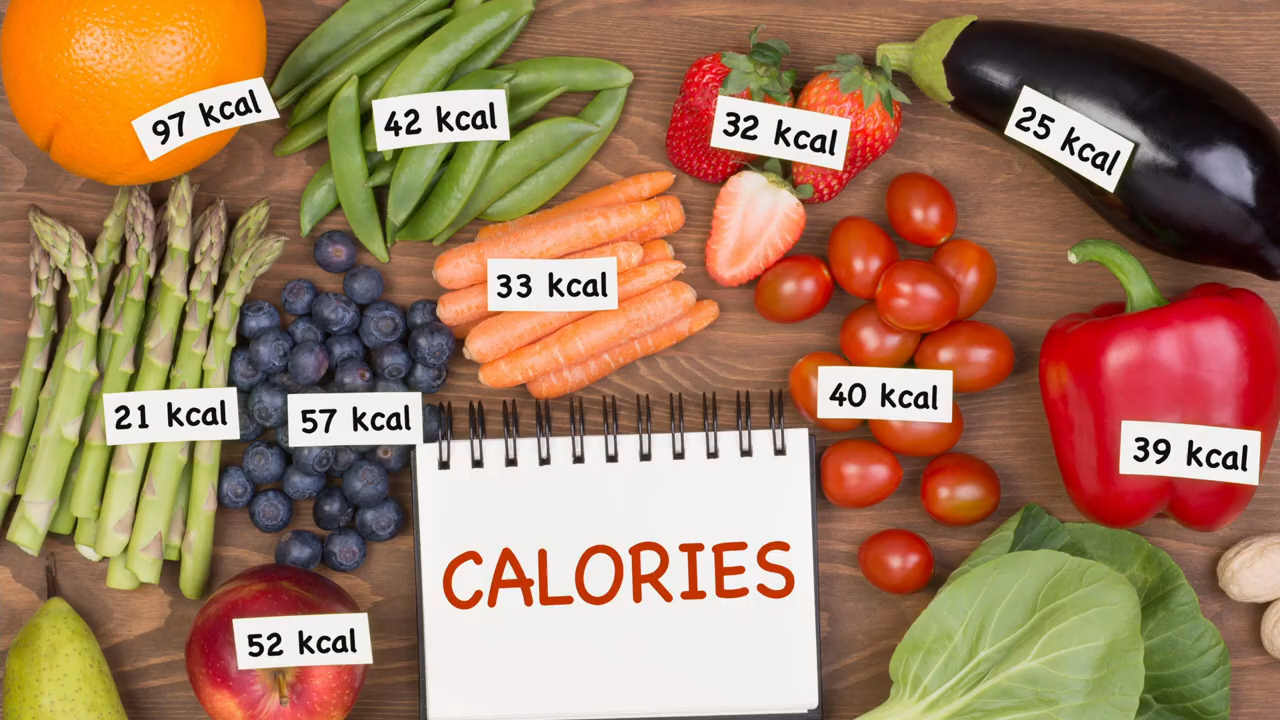 97 kcal
42 kcal
32 kcal
25 kcal
33 kcal
21 kcal
57 kcal
40 kcal
39 kcal
CALORIES
52 kcal